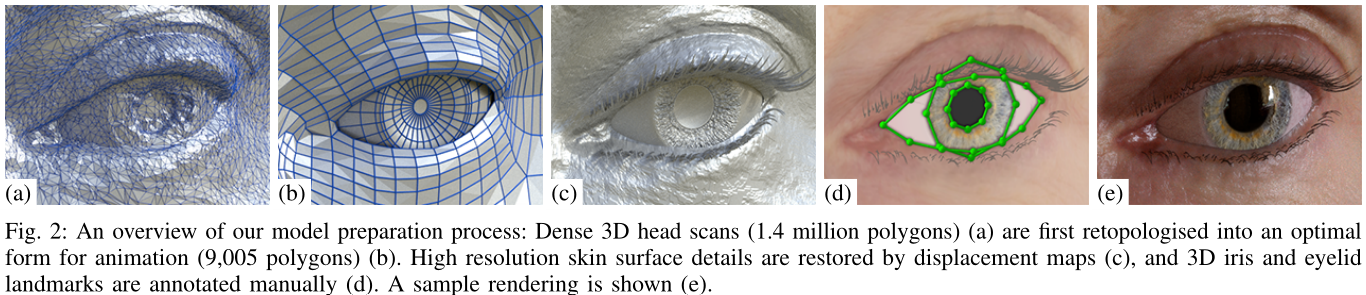 (a)
(b)
(c)
(d)
(e)
Fig. 2: An overview of our model preparation process: Dense 3D head scans (1.4 million polygons) (a) are first retopologised into an optimal
form for animation (9,005 polygons) (b). High resolution skin surface details are restored by displacement maps (c), and 3D iris and eyelid
landmarks are annotated manually (d). A sample rendering is shown (e).